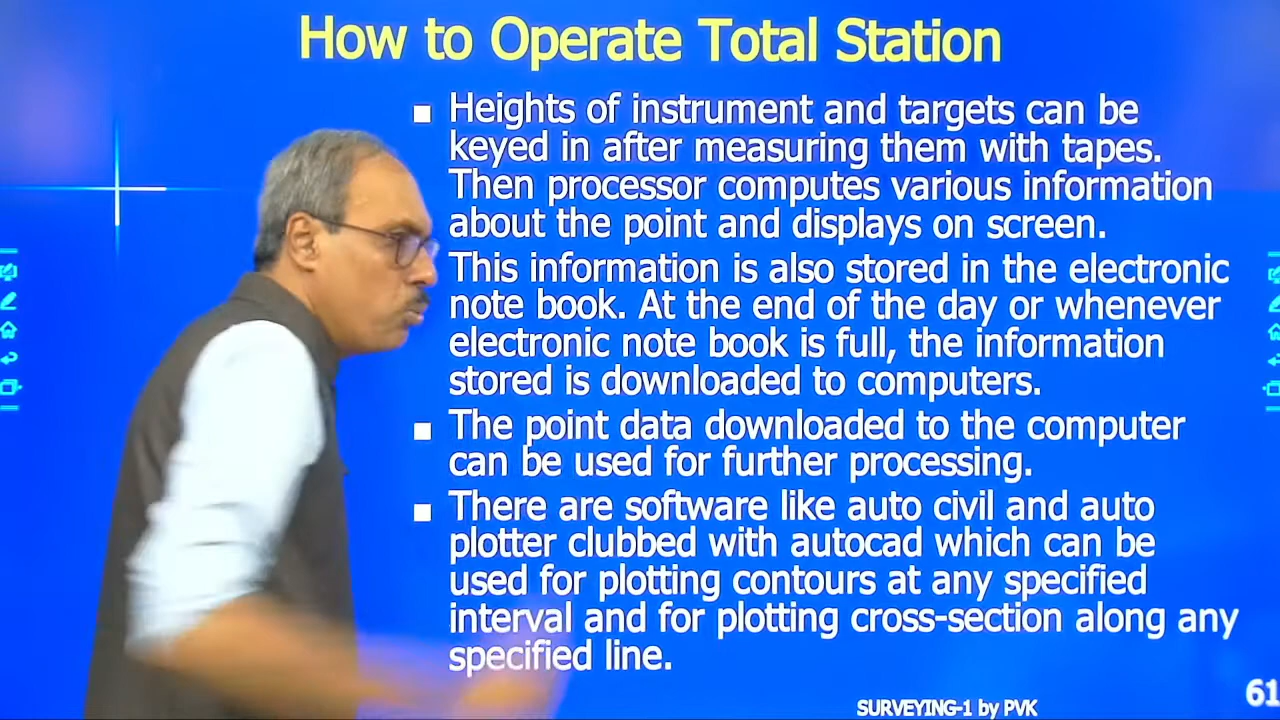 How to Operate Total Station
Heights of instrument and targets can be
keyed in after measuring them with tapes.
Then processor computes various information
about the point and displays on screen.
This information is also stored in the electronic
note book. At the end of the day or whenever
electronic note book is full, the information
stored is downloaded to computers.
The point data downloaded to the computer
can be used for further processing.
There are software like auto civil and auto
plotter clubbed with autocad which can be
used for plotting contours at any specified
interval and for plotting cross-section along any
specified line.
SURVEYING-1 by PVK
61